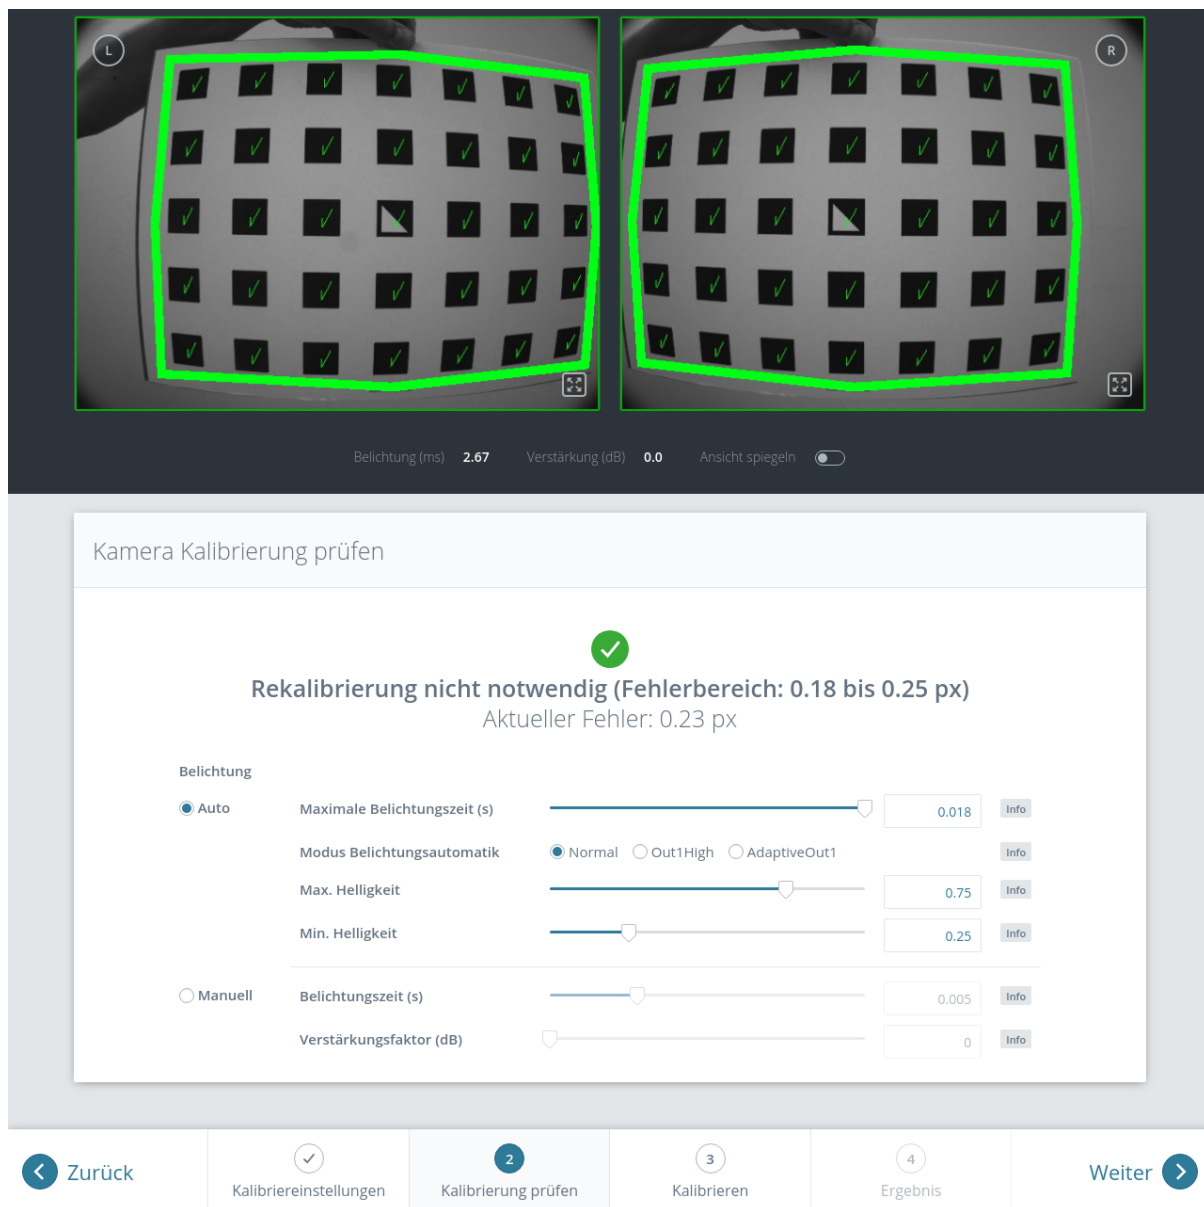 L
R
Belichtung (ms) 2.67 Verstärkung (dB) 0.0 Ansicht spiegeln
Kamera Kalibrierung prüfen
Rekalibrierung nicht notwendig (Fehlerbereich: 0.18 bis 0.25 px)
Aktueller Fehler: 0.23 px
Belichtung
Auto Maximale Belichtungszeit (s) 0.018 Info
Modus Belichtungsautomatik Normal Out1High AdaptiveOut1 Info
Max. Helligkeit 0.75 Info
Min. Helligkeit 0.25 Info
Manuell Belichtungszeit (s) 0.005 Info
Verstärkungsfaktor (dB) 0 Info
Zurück
Kalibriereinstellungen
2
Kalibrierung prüfen
3
Kalibrieren
4
Ergebnis
Weiter